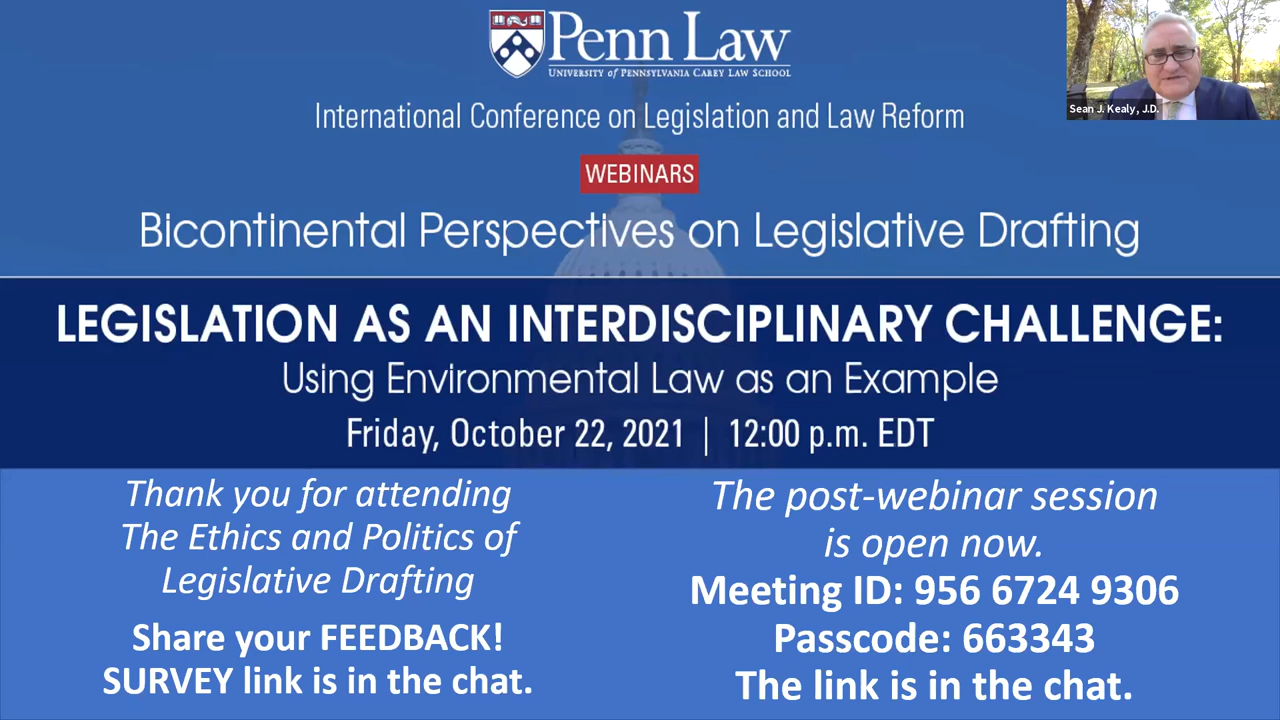 Penn Law
UNIVERSITY of PENNSYLVANIA CAREY LAW SCHOOL
International Conference on Legislation and Law Reform
WEBINARS
Bicontinental Perspectives on Legislative Drafting
LEGISLATION AS AN INTERDISCIPLINARY CHALLENGE:
Using Environmental Law as an Example
Friday, October 22, 2021 | 12:00 p.m. EDT
Thank you for attending
The Ethics and Politics of
Legislative Drafting
Share your FEEDBACK!
SURVEY link is in the chat.
The post-webinar session
is open now.
Meeting ID: 956 6724 9306
Passcode: 663343
The link is in the chat.
Sean J. Kealy, J.D.